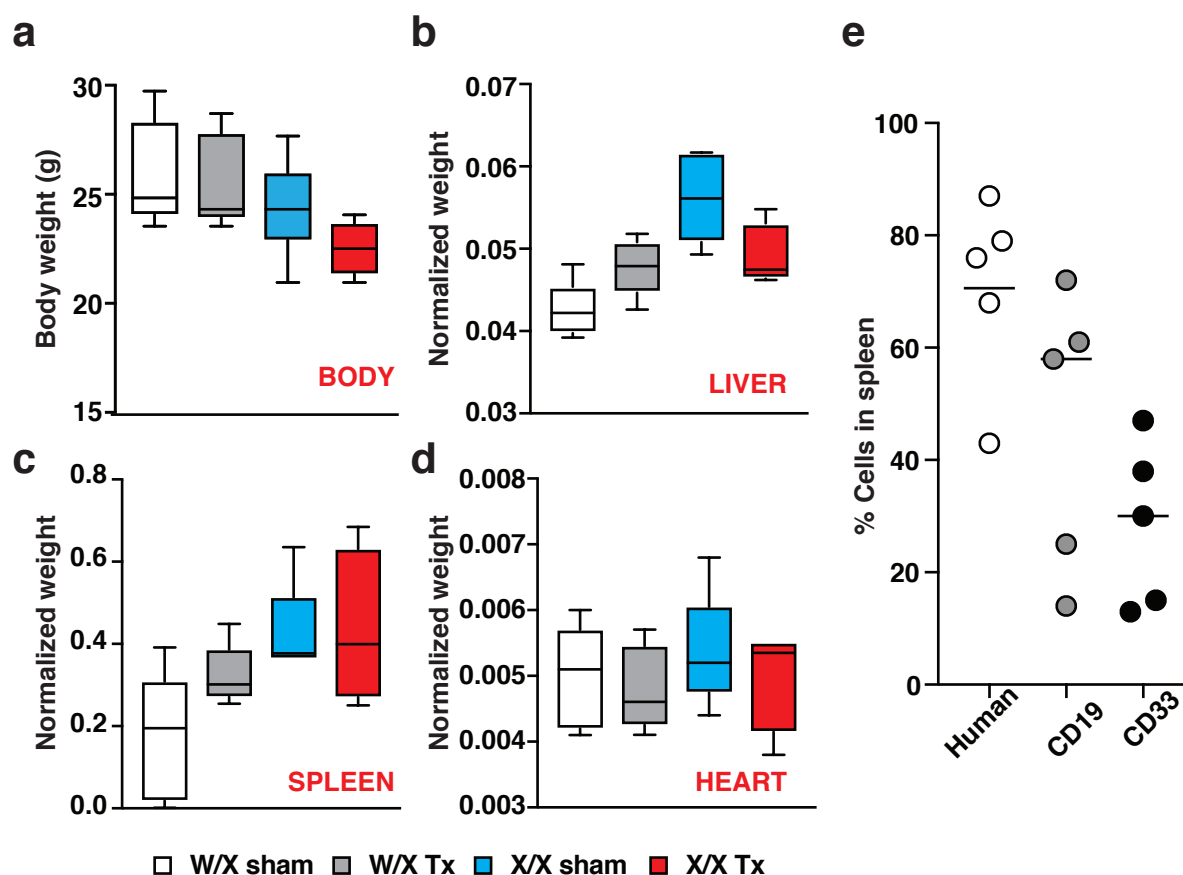 a
Body weight (g)
30
25
20
15
BODY
b
Normalized weight
0.07
0.06
0.05
0.04
0.03
LIVER
c
Normalized weight
0.8
0.6
0.4
0.2
0.0
SPLEEN
d
Normalized weight
0.008
0.007
0.006
0.005
0.004
0.003
HEART
e
% Cells in spleen
100
80
60
40
20
0
Human
CD19
CD33
W/X sham
W/X Tx
X/X sham
X/X Tx